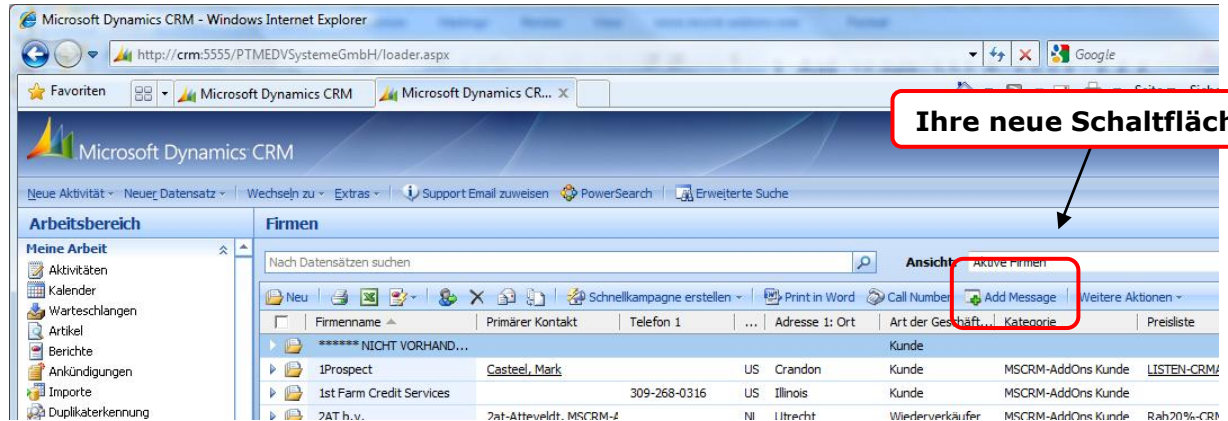 Microsoft Dynamics CRM - Windows Internet Explorer
http://crm:5555/PTMEDVSystemeGmbH/loader.aspx
Google
Favoriten
Microsoft Dynamics CRM
Microsoft Dynamics CR...
Ihre neue Schaltfläch
Microsoft Dynamics CRM
Neue Aktivität Neuer Datensatz Wechseln zu Extras Support Email zuweisen PowerSearch Erweiterte Suche
Arbeitsbereich
Firmen
Meine Arbeit
Aktivitäten
Kalender
Warteschlangen
Artikel
Berichte
Ankündigungen
Importe
Duplikaterkennung
Nach Datensätzen suchen
Ansicht: Aktive Firmen
Neu Schnellkampagne erstellen Print in Word Call Number Add Message Weitere Aktionen
Firmenname Primärer Kontakt Telefon 1 ... Adresse 1: Ort Art der Geschäft... Kategorie Preisliste
****** NICHT VORHAND... Kunde
1Prospect Casteel, Mark US Crandon Kunde MSCRM-AddOns Kunde LISTEN-CRMA
1st Farm Credit Services 309-268-0316 US Illinois Kunde MSCRM-AddOns Kunde
2AT b.v. 2at-Atteveldt, MSCRM-A NL Utrecht Wiederverkäufer MSCRM-AddOns Kunde Rab20%-CRM